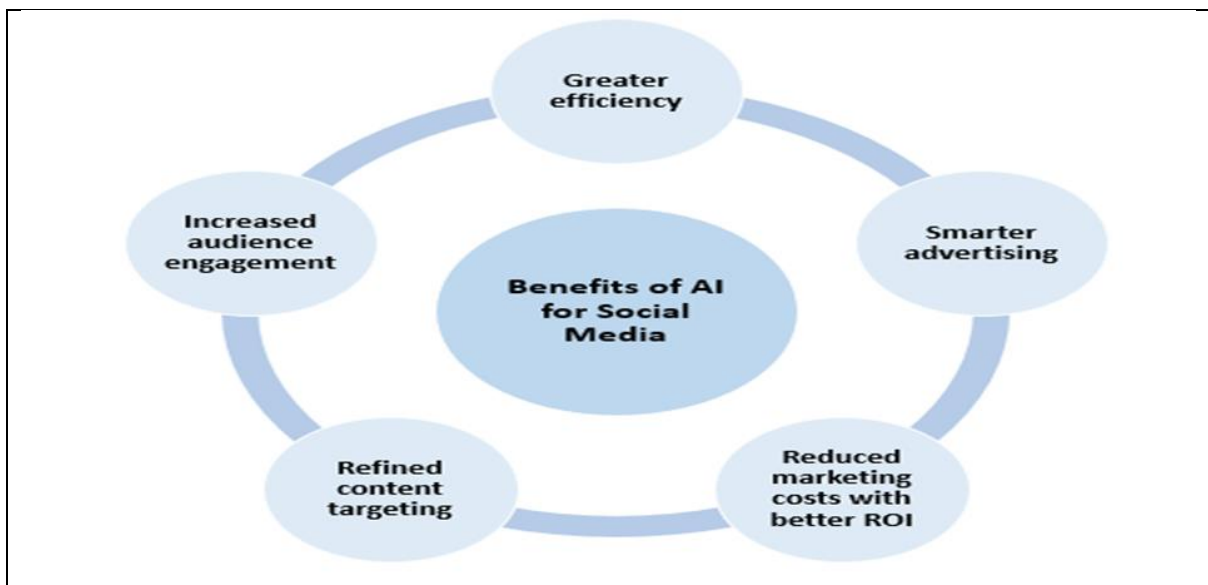 Greater
efficiency
Smarter
advertising
Reduced
marketing
costs with
better ROI
Refined
content
targeting
Increased
audience
engagement
Benefits of AI
for Social
Media